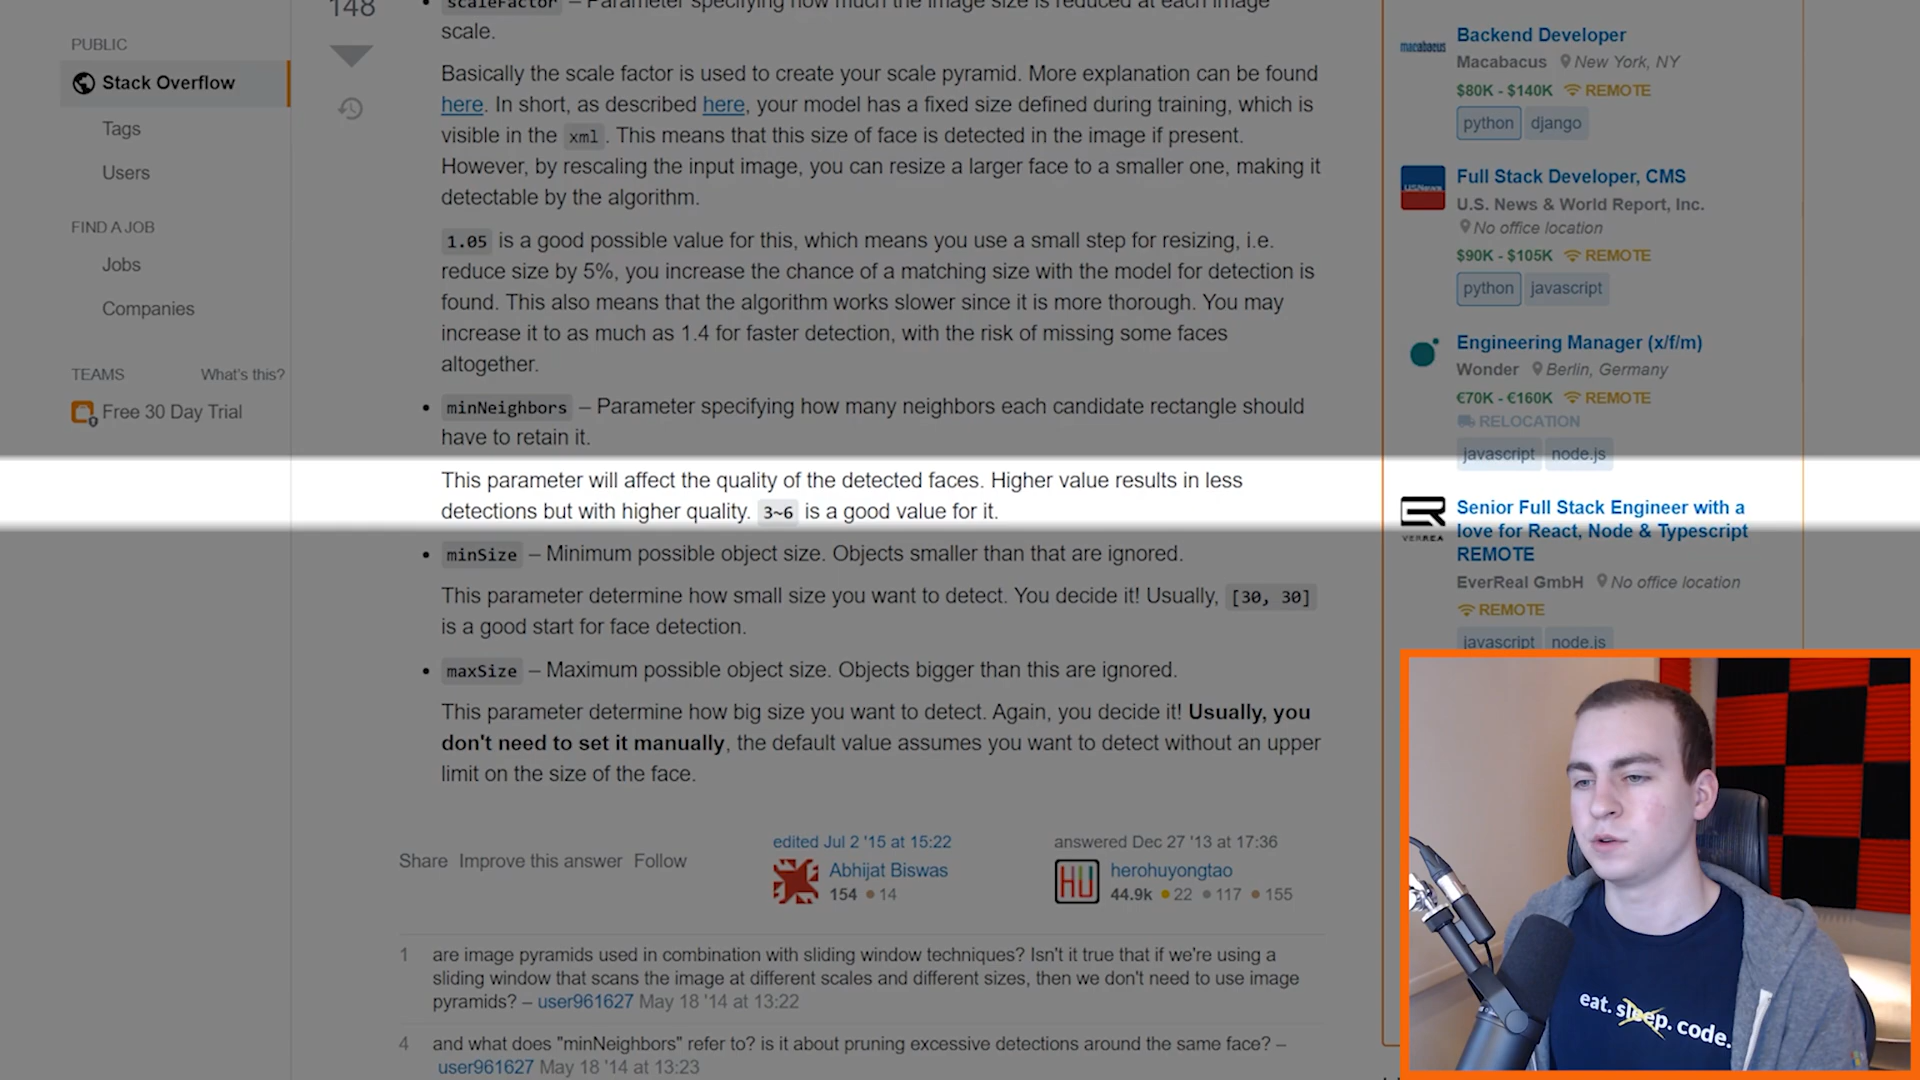 148
scaleFactor – Parameter specifying how much the image size is reduced at each image
scale.
PUBLIC
Stack Overflow
Tags
Users
FIND A JOB
Jobs
Companies
TEAMS What's this?
Free 30 Day Trial
Basically the scale factor is used to create your scale pyramid. More explanation can be found
here. In short, as described here, your model has a fixed size defined during training, which is
visible in the xml. This means that this size of face is detected in the image if present.
However, by rescaling the input image, you can resize a larger face to a smaller one, making it
detectable by the algorithm.
1.05 is a good possible value for this, which means you use a small step for resizing, i.e.
reduce size by 5%, you increase the chance of a matching size with the model for detection is
found. This also means that the algorithm works slower since it is more thorough. You may
increase it to as much as 1.4 for faster detection, with the risk of missing some faces
altogether.
minNeighbors – Parameter specifying how many neighbors each candidate rectangle should
have to retain it.
This parameter will affect the quality of the detected faces. Higher value results in less
detections but with higher quality. 3~6 is a good value for it.
minSize – Minimum possible object size. Objects smaller than that are ignored.
This parameter determine how small size you want to detect. You decide it! Usually, [30, 30]
is a good start for face detection.
maxSize – Maximum possible object size. Objects bigger than this are ignored.
This parameter determine how big size you want to detect. Again, you decide it! Usually, you
don't need to set it manually, the default value assumes you want to detect without an upper
limit on the size of the face.
Share Improve this answer Follow
edited Jul 2 '15 at 15:22
Abhijat Biswas
154 14
answered Dec 27 '13 at 17:36
HU herohuyongtao
44.9k 22 117 155
1 are image pyramids used in combination with sliding window techniques? Isn't it true that if we're using a
sliding window that scans the image at different scales and different sizes, then we don't need to use image
pyramids? – user961627 May 18 '14 at 13:22
4 and what does "minNeighbors" refer to? is it about pruning excessive detections around the same face? –
user961627 May 18 '14 at 13:23
macabacus
Backend Developer
Macabacus New York, NY
$80K - $140K REMOTE
python django
USNews
Full Stack Developer, CMS
U.S. News & World Report, Inc.
No office location
$90K - $105K REMOTE
python javascript
Engineering Manager (x/f/m)
Wonder Berlin, Germany
€70K - €160K REMOTE
RELOCATION
javascript node.js
Senior Full Stack Engineer with a
love for React, Node & Typescript
REMOTE
EverReal GmbH No office location
REMOTE
javascript node.js
eat. sleep. code.